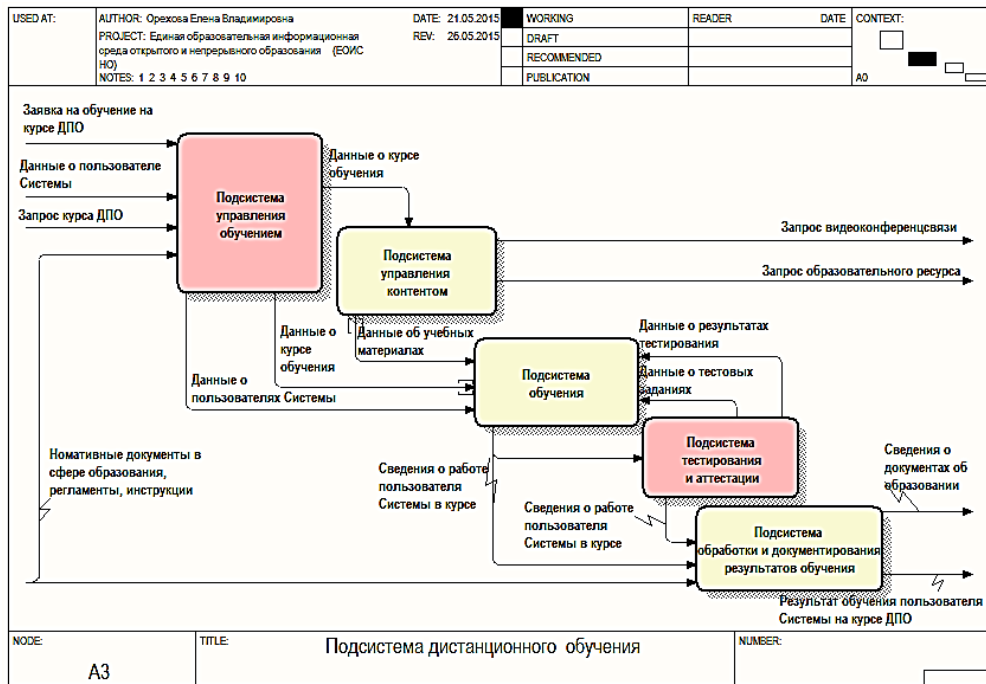 USED AT:
AUTHOR: Орехова Елена Владимировна
DATE: 21.05.2015
PROJECT: Единая образовательная информационная
среда открытого и непрерывного образования (ЕОИС
НО)
REV: 26.05.2015
NOTES: 1 2 3 4 5 6 7 8 9 10
WORKING
DRAFT
RECOMMENDED
PUBLICATION
READER DATE
CONTEXT:
A0
Заявка на обучение на
курсе ДПО
Данные о пользователе
Системы
Запрос курса ДПО
Подсистема
управления
обучением
Данные о курсе
обучения
Подсистема
управления
контентом
Запрос видеоконференцсвязи
Запрос образовательного ресурса
Данные о
курсе
обучения
Данные об учебных
материалах
Данные о
пользователях Системы
Подсистема
обучения
Данные о результатах
тестирования
Данные о тестовых
заданиях
Подсистема
тестирования
и аттестации
Номативные документы в
сфере образования,
регламенты, инструкции
Сведения о работе
пользователя
Системы в курсе
Сведения о работе
пользователя
Системы в курсе
Сведения о
документах об
образовании
Подсистема
обработки и документирования
результатов обучения
Результат обучения пользователя
Системы на курсе ДПО
NODE:
A3
TITLE:
Подсистема дистанционного обучения
NUMBER: